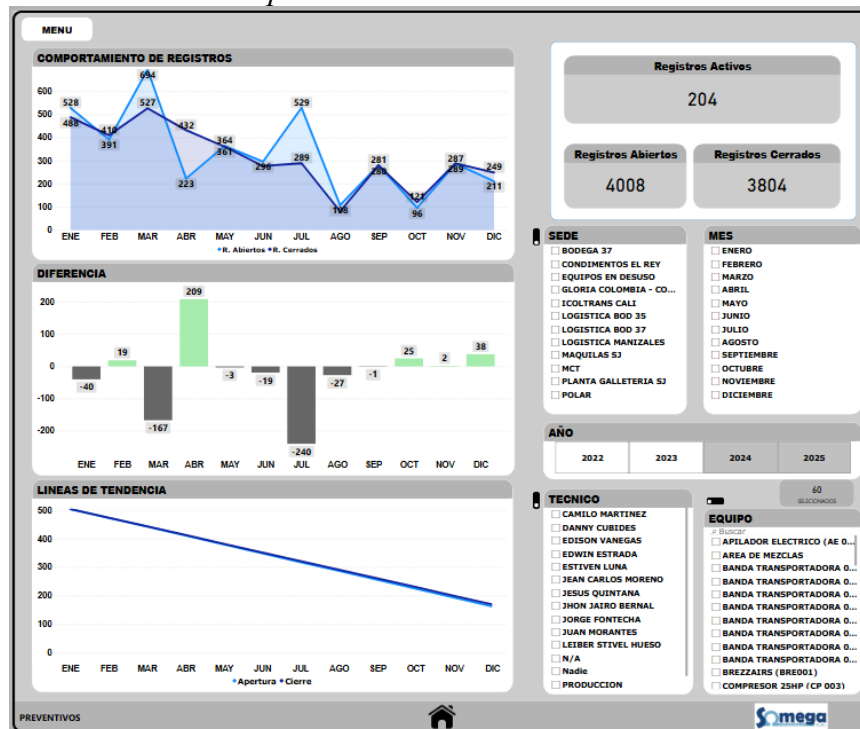 MENU
COMPORTAMIENTO DE REGISTROS
600
500
400
300
200
100
0
528
488
410
391
694
527
432
223
364
361
296
529
289
108
281
280
121
96
287
289
249
211
ENE FEB MAR ABR MAY JUN JUL AGO SEP OCT NOV DIC
R. Abiertos R. Cerrados
Registros Activos
204
Registros Abiertos
4008
Registros Cerrados
3804
DIFERENCIA
200
100
0
-100
-200
-40
19
-167
209
-3
-19
-240
-27
-1
25
2
38
ENE FEB MAR ABR MAY JUN JUL AGO SEP OCT NOV DIC
LINEAS DE TENDENCIA
500
400
300
200
100
0
ENE FEB MAR ABR MAY JUN JUL AGO SEP OCT NOV DIC
Apertura Cierre
SEDE
BODEGA 37
CONDIMENTOS EL REY
EQUIPOS EN DESUSO
GLORIA COLOMBIA - CO...
ICOLTRANS CALI
LOGISTICA BOD 35
LOGISTICA BOD 37
LOGISTICA MANIZALES
MAQUILAS SJ
MCT
PLANTA GALLETERIA SJ
POLAR
MES
ENERO
FEBRERO
MARZO
ABRIL
MAYO
JUNIO
JULIO
AGOSTO
SEPTIEMBRE
OCTUBRE
NOVIEMBRE
DICIEMBRE
AÑO
2022 2023 2024 2025
60
SELECIONADOS
TECNICO
CAMILO MARTINEZ
DANNY CUBIDES
EDISON VANEGAS
EDWIN ESTRADA
ESTIVEN LUNA
JEAN CARLOS MORENO
JESUS QUINTANA
JHON JAIRO BERNAL
JORGE FONTECHA
JUAN MORANTES
LEIBER STIVEL HUESO
N/A
Nadie
PRODUCCION
EQUIPO
Buscar
APILADOR ELECTRICO (AE 0...
AREA DE MEZCLAS
BANDA TRANSPORTADORA 0...
BANDA TRANSPORTADORA 0...
BANDA TRANSPORTADORA 0...
BANDA TRANSPORTADORA 0...
BANDA TRANSPORTADORA 0...
BANDA TRANSPORTADORA 0...
BANDA TRANSPORTADORA 0...
BANDA TRANSPORTADORA 0...
BREZZAIRS (BRE001)
COMPRESOR 25HP (CP 003)
PREVENTIVOS
Somega